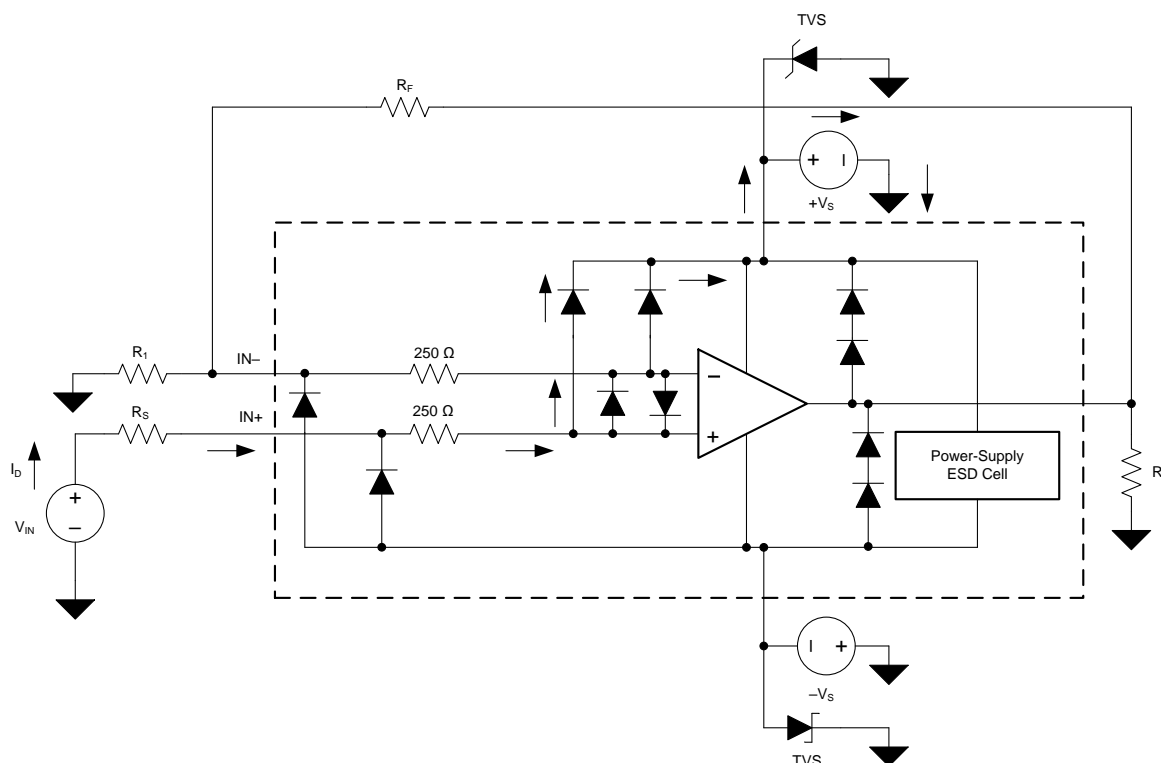 TVS
RF
+ −
+VS
R1
IN−
250 Ω
RS
IN+
250 Ω
−
+
ID
+
−
VIN
Power-Supply
ESD Cell
R
− +
−VS
TVS